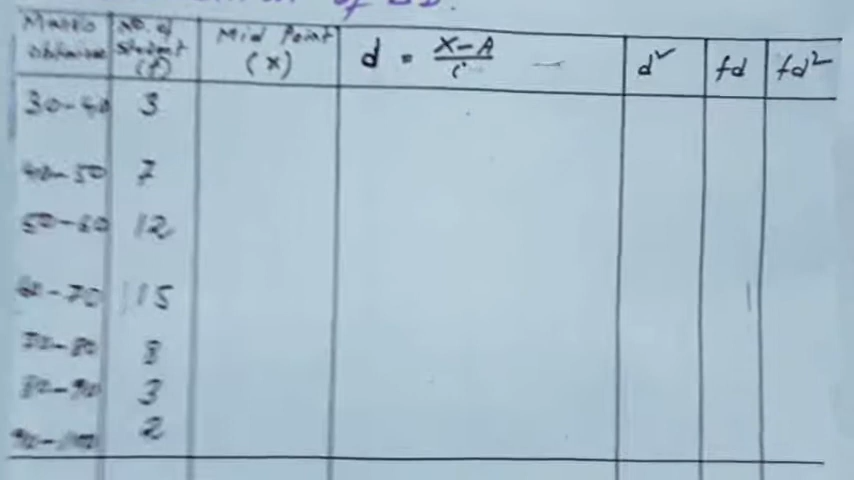 of
Marks No. of Mid Point d = X-A/i d² fd fd²
obtained Student (x)
(f)
30-40 3
40-50 7
50-60 12
60-70 15
70-80 8
80-90 3
90-100 2